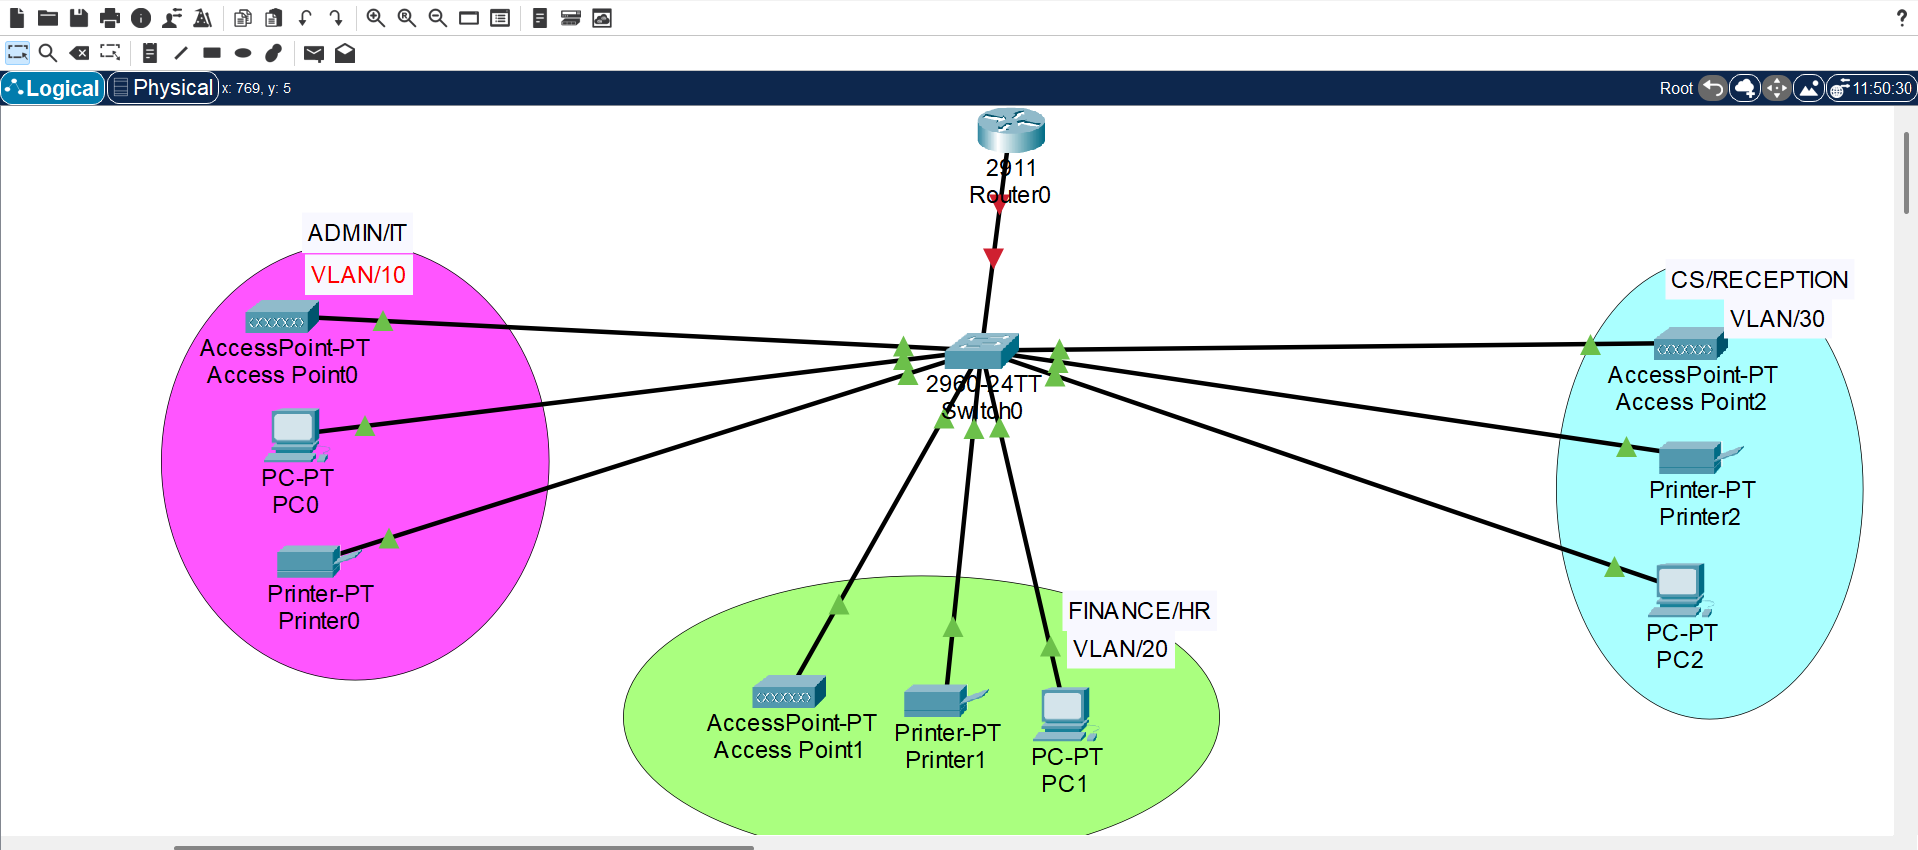 Logical
Physical
x: 769, y: 5
Root
11:50:30
2911
Router0
ADMIN/IT
VLAN/10
AccessPoint-PT
Access Point0
PC-PT
PC0
Printer-PT
Printer0
2960-24TT
Switch0
CS/RECEPTION
VLAN/30
AccessPoint-PT
Access Point2
Printer-PT
Printer2
PC-PT
PC2
FINANCE/HR
VLAN/20
AccessPoint-PT
Access Point1
Printer-PT
Printer1
PC-PT
PC1